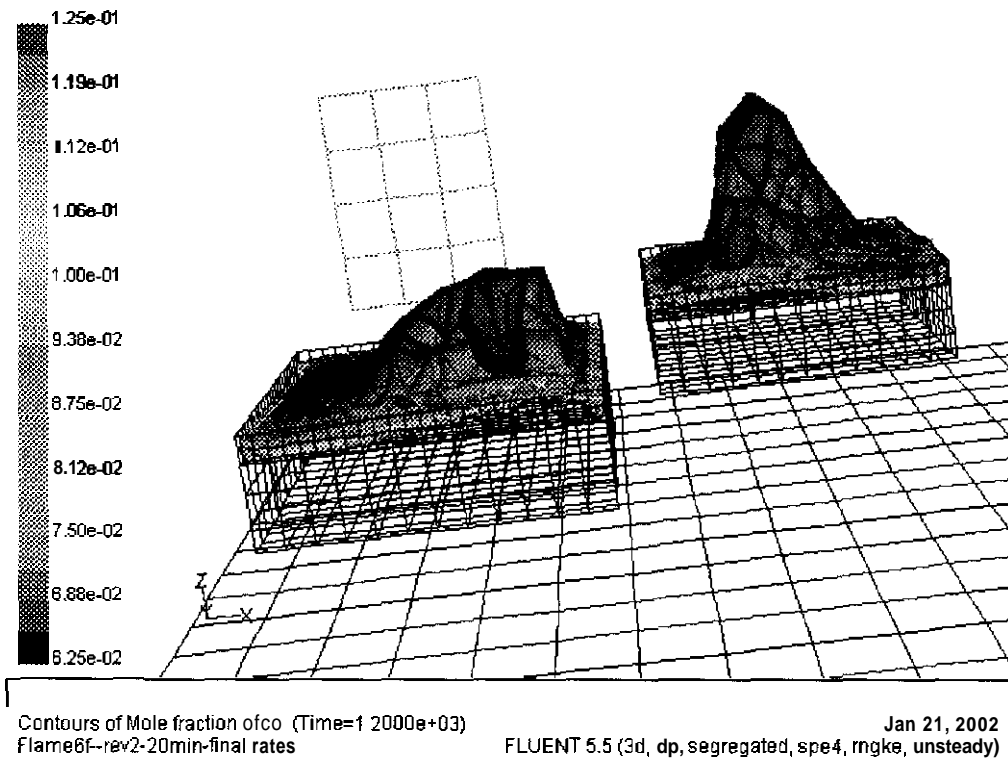 1.25e-01
1.19e-01
1.12e-01
1.06e-01
1.00e-01
9.38e-02
8.75e-02
8.12e-02
7.50e-02
6.88e-02
6.25e-02
Z
Y
X
Contours of Mole fraction ofco (Time=1 2000e+03)
Jan 21, 2002
Flame6f--rev2-20min-final rates
FLUENT 5.5 (3d, dp, segregated, spe4, rngke, unsteady)